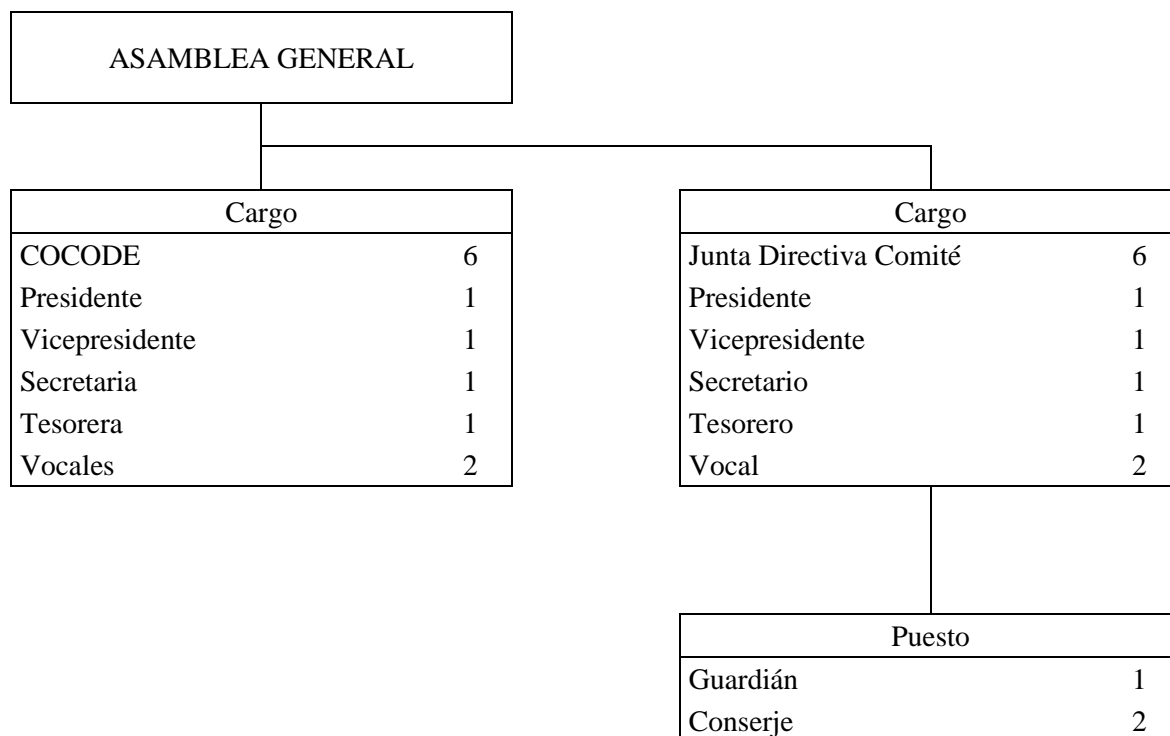 ASAMBLEA GENERAL
Cargo
COCODE 6
Presidente 1
Vicepresidente 1
Secretaria 1
Tesorera 1
Vocales 2
Cargo
Junta Directiva Comité 6
Presidente 1
Vicepresidente 1
Secretario 1
Tesorero 1
Vocal 2
Puesto
Guardián 1
Conserje 2